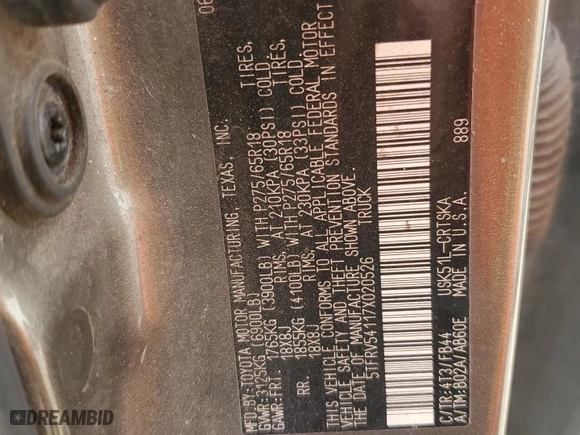 MFD.BY: TOYOTA MOTOR MANUFACTURING, TEXAS, INC. 06
GVWR: 3125KG (6900LB)
GAWR:FR. 1765KG (3900LB) WITH P275/65R18 TIRES,
18X8J RIMS, AT 210KPA (30PSI) COLD
RR. 1855KG (4100LB) WITH P275/65R18 TIRES,
18X8J RIMS, AT 230KPA (33PSI) COLD
THIS VEHICLE CONFORMS TO ALL APPLICABLE FEDERAL MOTOR
VEHICLE SAFETY AND THEFT PREVENTION STANDARDS IN EFFECT
ON THE DATE OF MANUFACTURE SHOWN ABOVE.
5TFRV54117X020526 TRUCK
C/TR:4T3/FB44 USK51L-CRTSKA
A/TM:B02A/AB60E MADE IN U.S.A.
889
DREAMBID